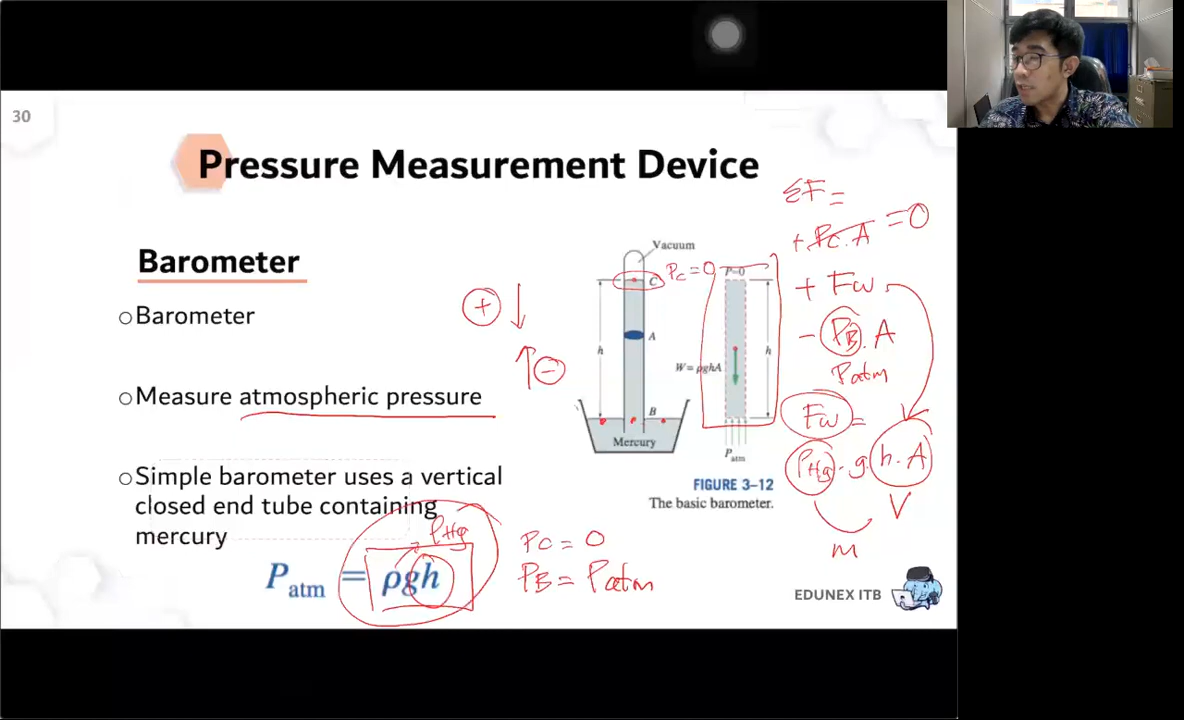 30
Pressure Measurement Device
Barometer
○Barometer
○Measure atmospheric pressure
○Simple barometer uses a vertical
closed end tube containing
mercury
ρHg
P atm = ρgh
+ ↓
↑ -
Vacuum
C
PC = 0
P=0
h
A
h
W = ρghA
B
Mercury
P atm
FIGURE 3–12
The basic barometer.
PC = 0
PB = Patm
ΣF =
+ PC . A = 0
+ Fw
- PB . A
Patm
Fw =
ρHg . g . h . A
V
m
EDUNEX ITB